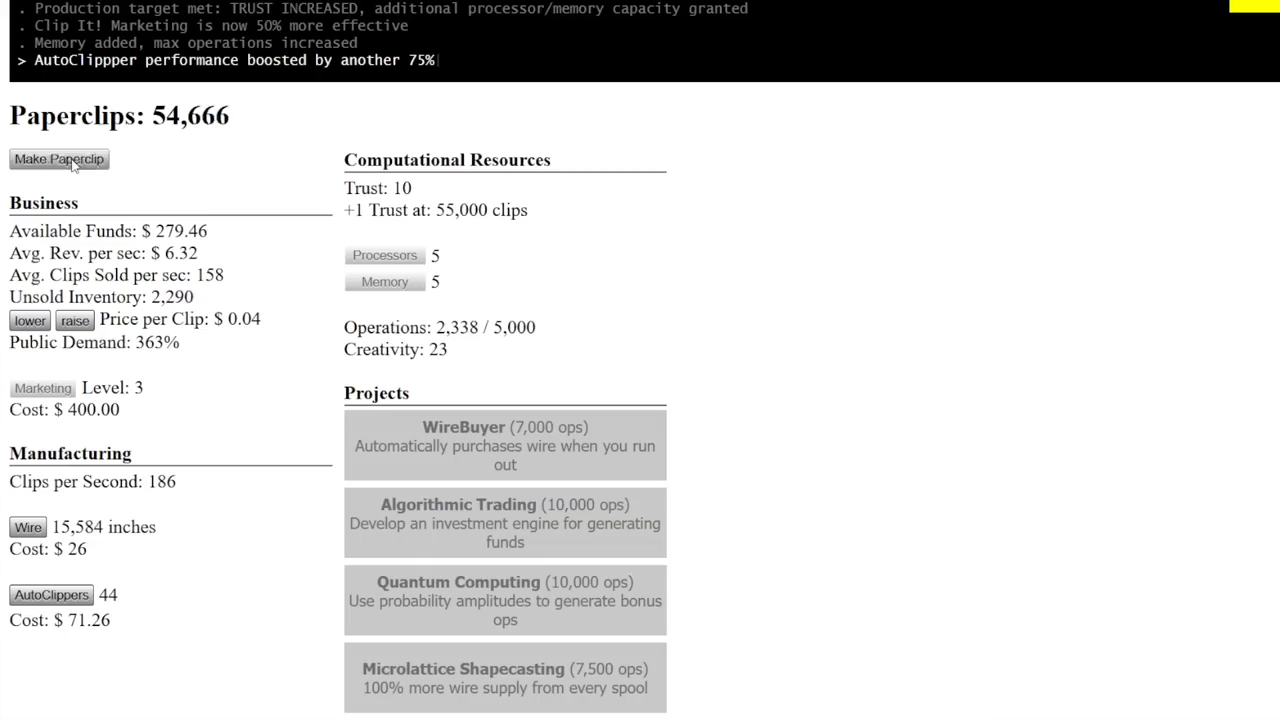 . Production target met: TRUST INCREASED, additional processor/memory capacity granted
. Clip It! Marketing is now 50% more effective
. Memory added, max operations increased
> AutoClippper performance boosted by another 75%
Paperclips: 54,666
Make Paperclip
Business
Available Funds: $ 279.46
Avg. Rev. per sec: $ 6.32
Avg. Clips Sold per sec: 158
Unsold Inventory: 2,290
lower raise Price per Clip: $ 0.04
Public Demand: 363%
Marketing Level: 3
Cost: $ 400.00
Manufacturing
Clips per Second: 186
Wire 15,584 inches
Cost: $ 26
AutoClippers 44
Cost: $ 71.26
Computational Resources
Trust: 10
+1 Trust at: 55,000 clips
Processors 5
Memory 5
Operations: 2,338 / 5,000
Creativity: 23
Projects
WireBuyer (7,000 ops)
Automatically purchases wire when you run
out
Algorithmic Trading (10,000 ops)
Develop an investment engine for generating
funds
Quantum Computing (10,000 ops)
Use probability amplitudes to generate bonus
ops
Microlattice Shapecasting (7,500 ops)
100% more wire supply from every spool